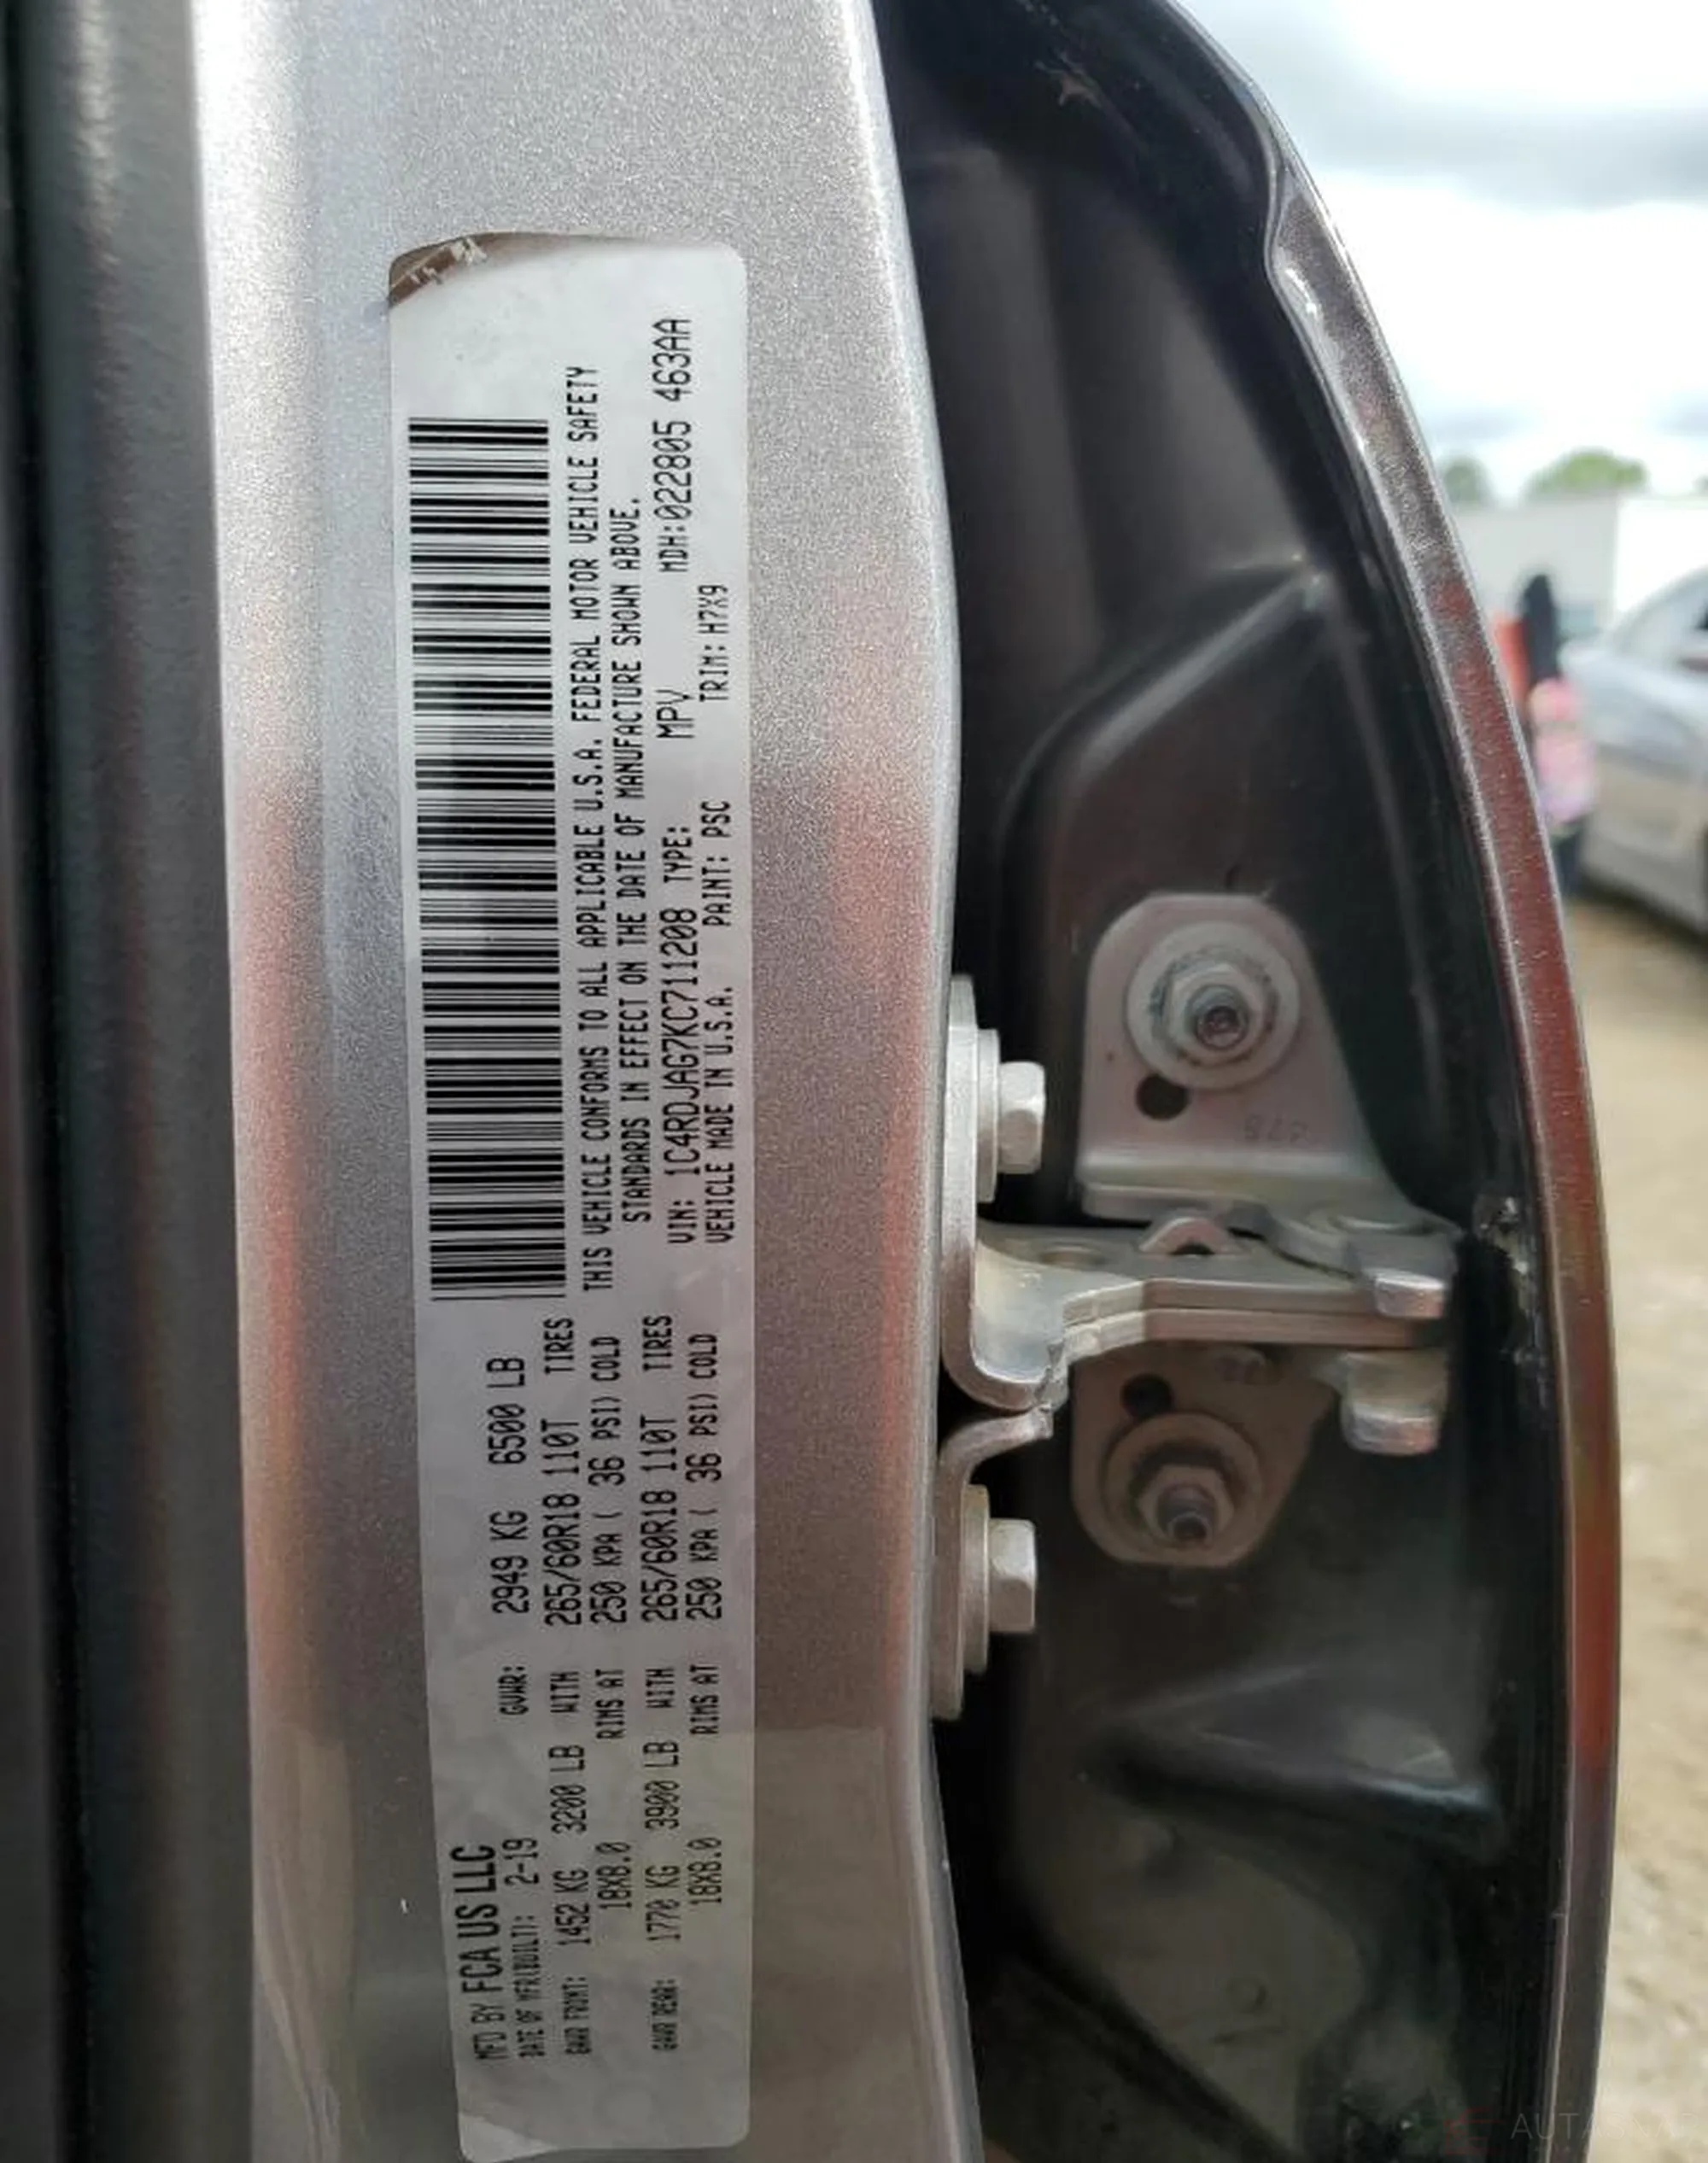 MFD BY FCA US LLC
DATE OF MFR(BUILT): 2-19 GVWR: 2949 KG 6500 LB
GAWR FRONT: 1452 KG 3200 LB WITH 265/60R18 110T TIRES
18X8.0 RIMS AT 250 KPA ( 36 PSI) COLD
GAWR REAR: 1770 KG 3900 LB WITH 265/60R18 110T TIRES
18X8.0 RIMS AT 250 KPA ( 36 PSI) COLD
THIS VEHICLE CONFORMS TO ALL APPLICABLE U.S.A. FEDERAL MOTOR VEHICLE SAFETY
STANDARDS IN EFFECT ON THE DATE OF MANUFACTURE SHOWN ABOVE.
VIN: 1C4RDJAG7KC711208 TYPE: MPV MDH:022805 463AA
VEHICLE MADE IN U.S.A. PAINT: PSC TRIM: H7X9